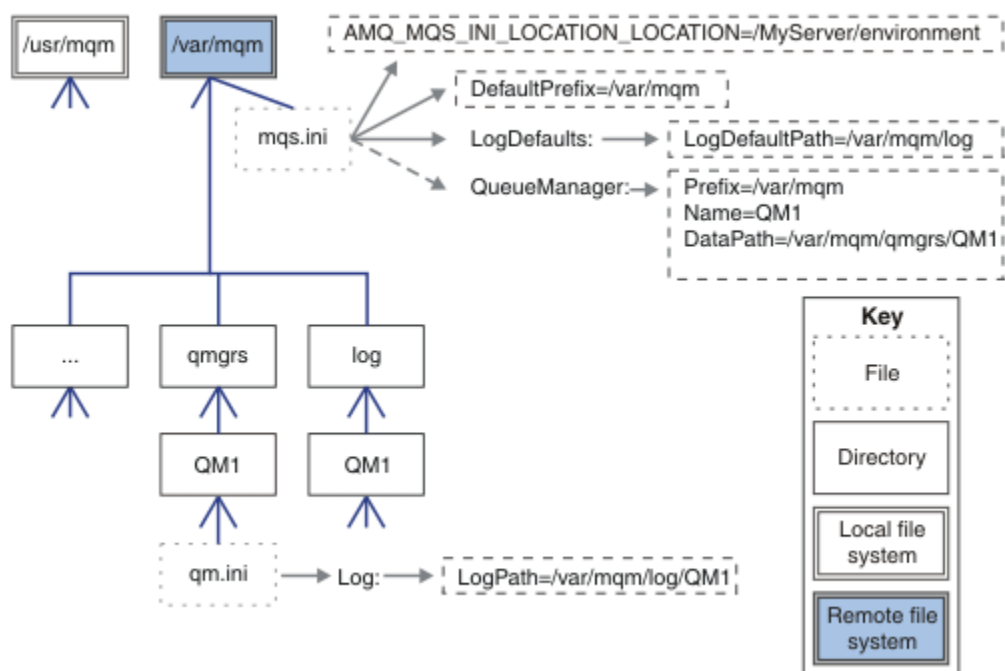 /usr/mqm
/var/mqm
AMQ_MQS_INI_LOCATION_LOCATION=/MyServer/environment
DefaultPrefix=/var/mqm
mqs.ini
LogDefaults:
LogDefaultPath=/var/mqm/log
QueueManager:
Prefix=/var/mqm
Name=QM1
DataPath=/var/mqm/qmgrs/QM1
...
qmgrs
log
QM1
QM1
qm.ini
Log:
LogPath=/var/mqm/log/QM1
Key
File
Directory
Local file
system
Remote file
system